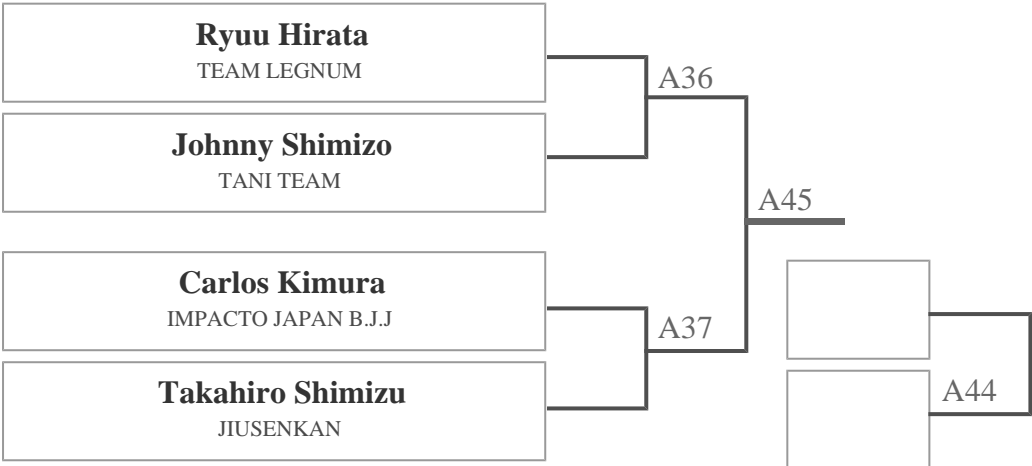 Ryuu Hirata
TEAM LEGNUM
A36
Johnny Shimizo
TANI TEAM
A45
Carlos Kimura
IMPACTO JAPAN B.J.J
A37
Takahiro Shimizu
JIUSENKAN
A44